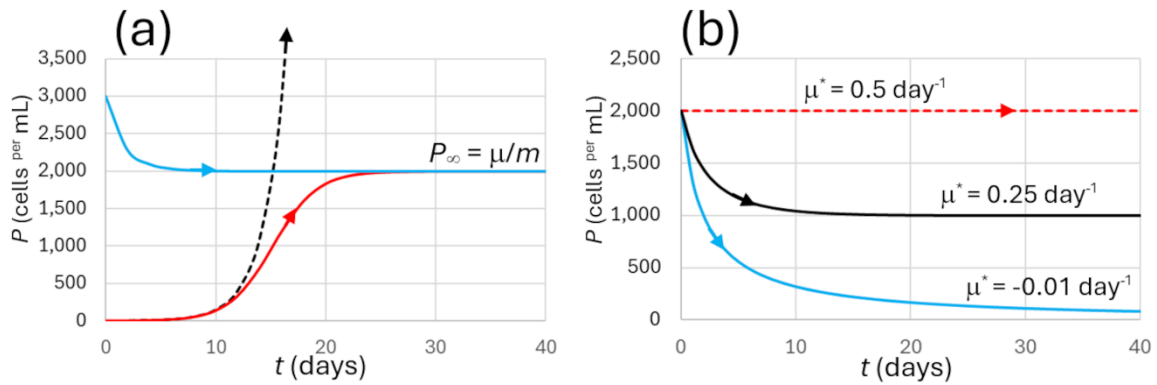 (a)
3,500
3,000
2,500
2,000
1,500
1,000
500
0
P (cells per mL)
P∞ = μ/m
0 10 20 30 40
t (days)
(b)
2,500
2,000
1,500
1,000
500
0
P (cells per mL)
μ* = 0.5 day-1
μ* = 0.25 day-1
μ* = -0.01 day-1
0 10 20 30 40
t (days)